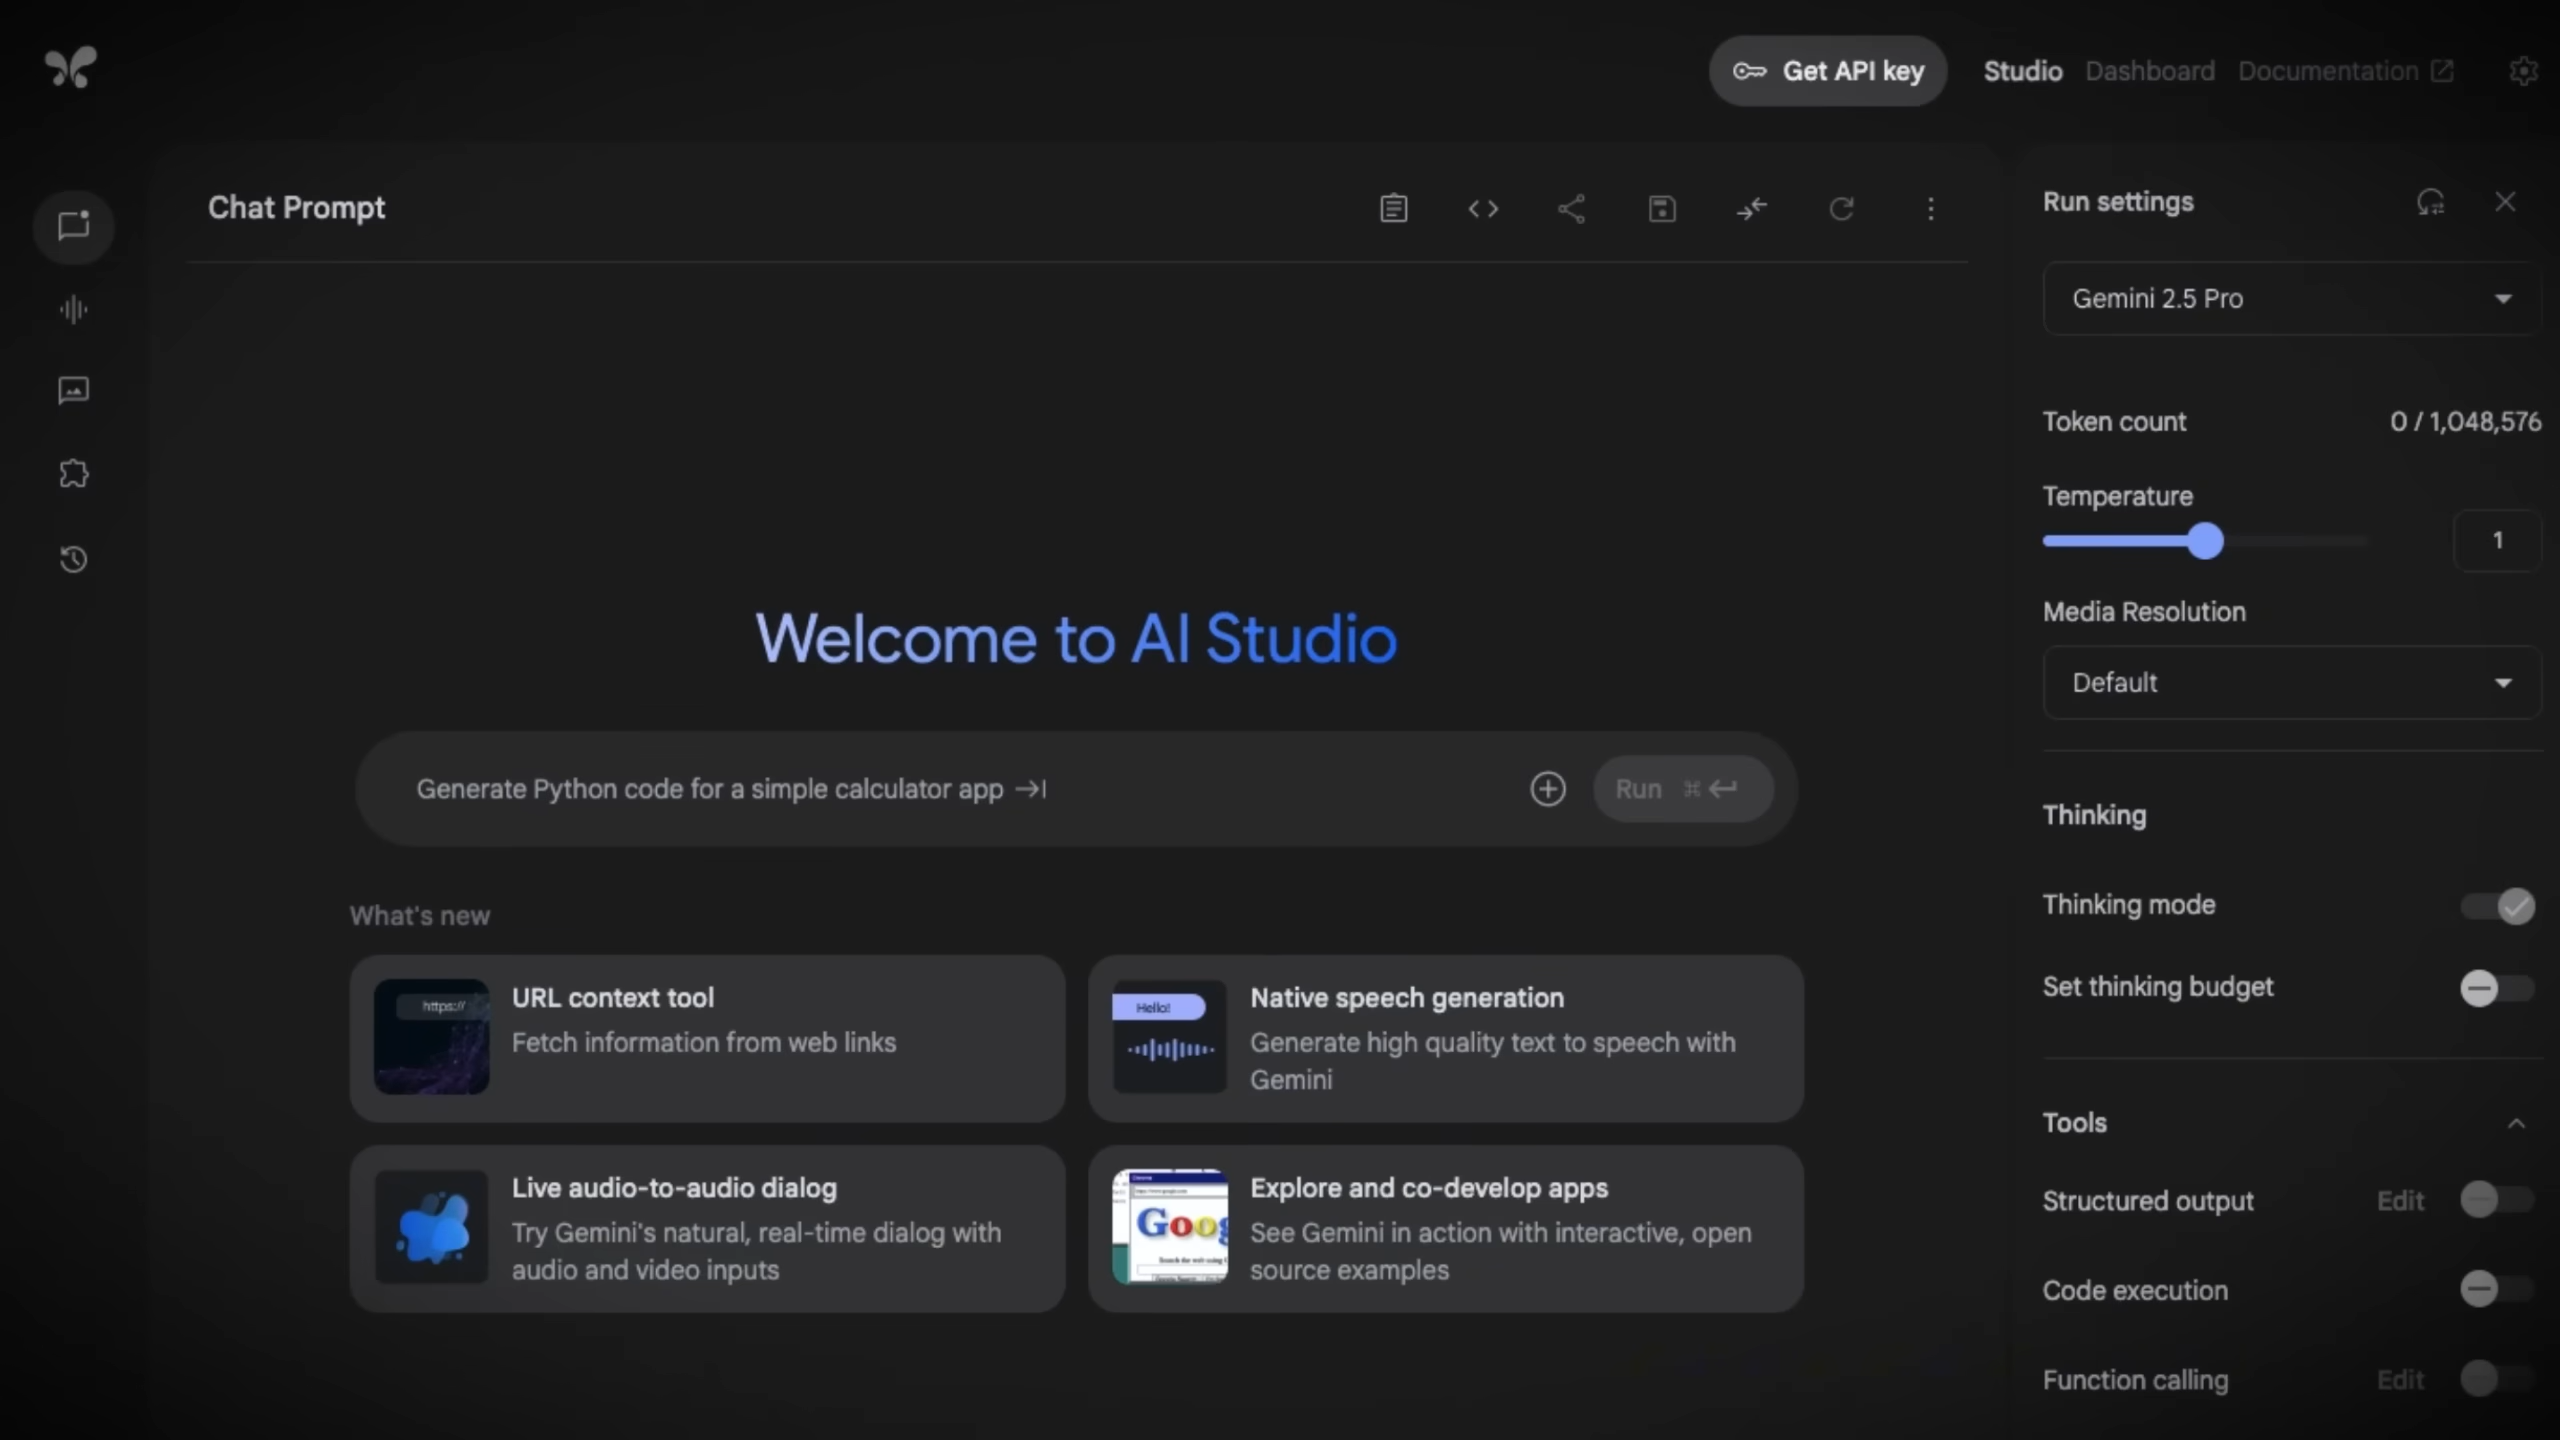 Get API key
Studio
Dashboard
Documentation
Chat Prompt
Welcome to AI Studio
Generate Python code for a simple calculator app
Run ⌘
What's new
https://
URL context tool
Fetch information from web links
Hello!
Native speech generation
Generate high quality text to speech with
Gemini
Live audio-to-audio dialog
Try Gemini's natural, real-time dialog with
audio and video inputs
Goog
Explore and co-develop apps
See Gemini in action with interactive, open
source examples
Run settings
Gemini 2.5 Pro
Token count
0 / 1,048,576
Temperature
1
Media Resolution
Default
Thinking
Thinking mode
Set thinking budget
Tools
Structured output
Edit
Code execution
Function calling
Edit